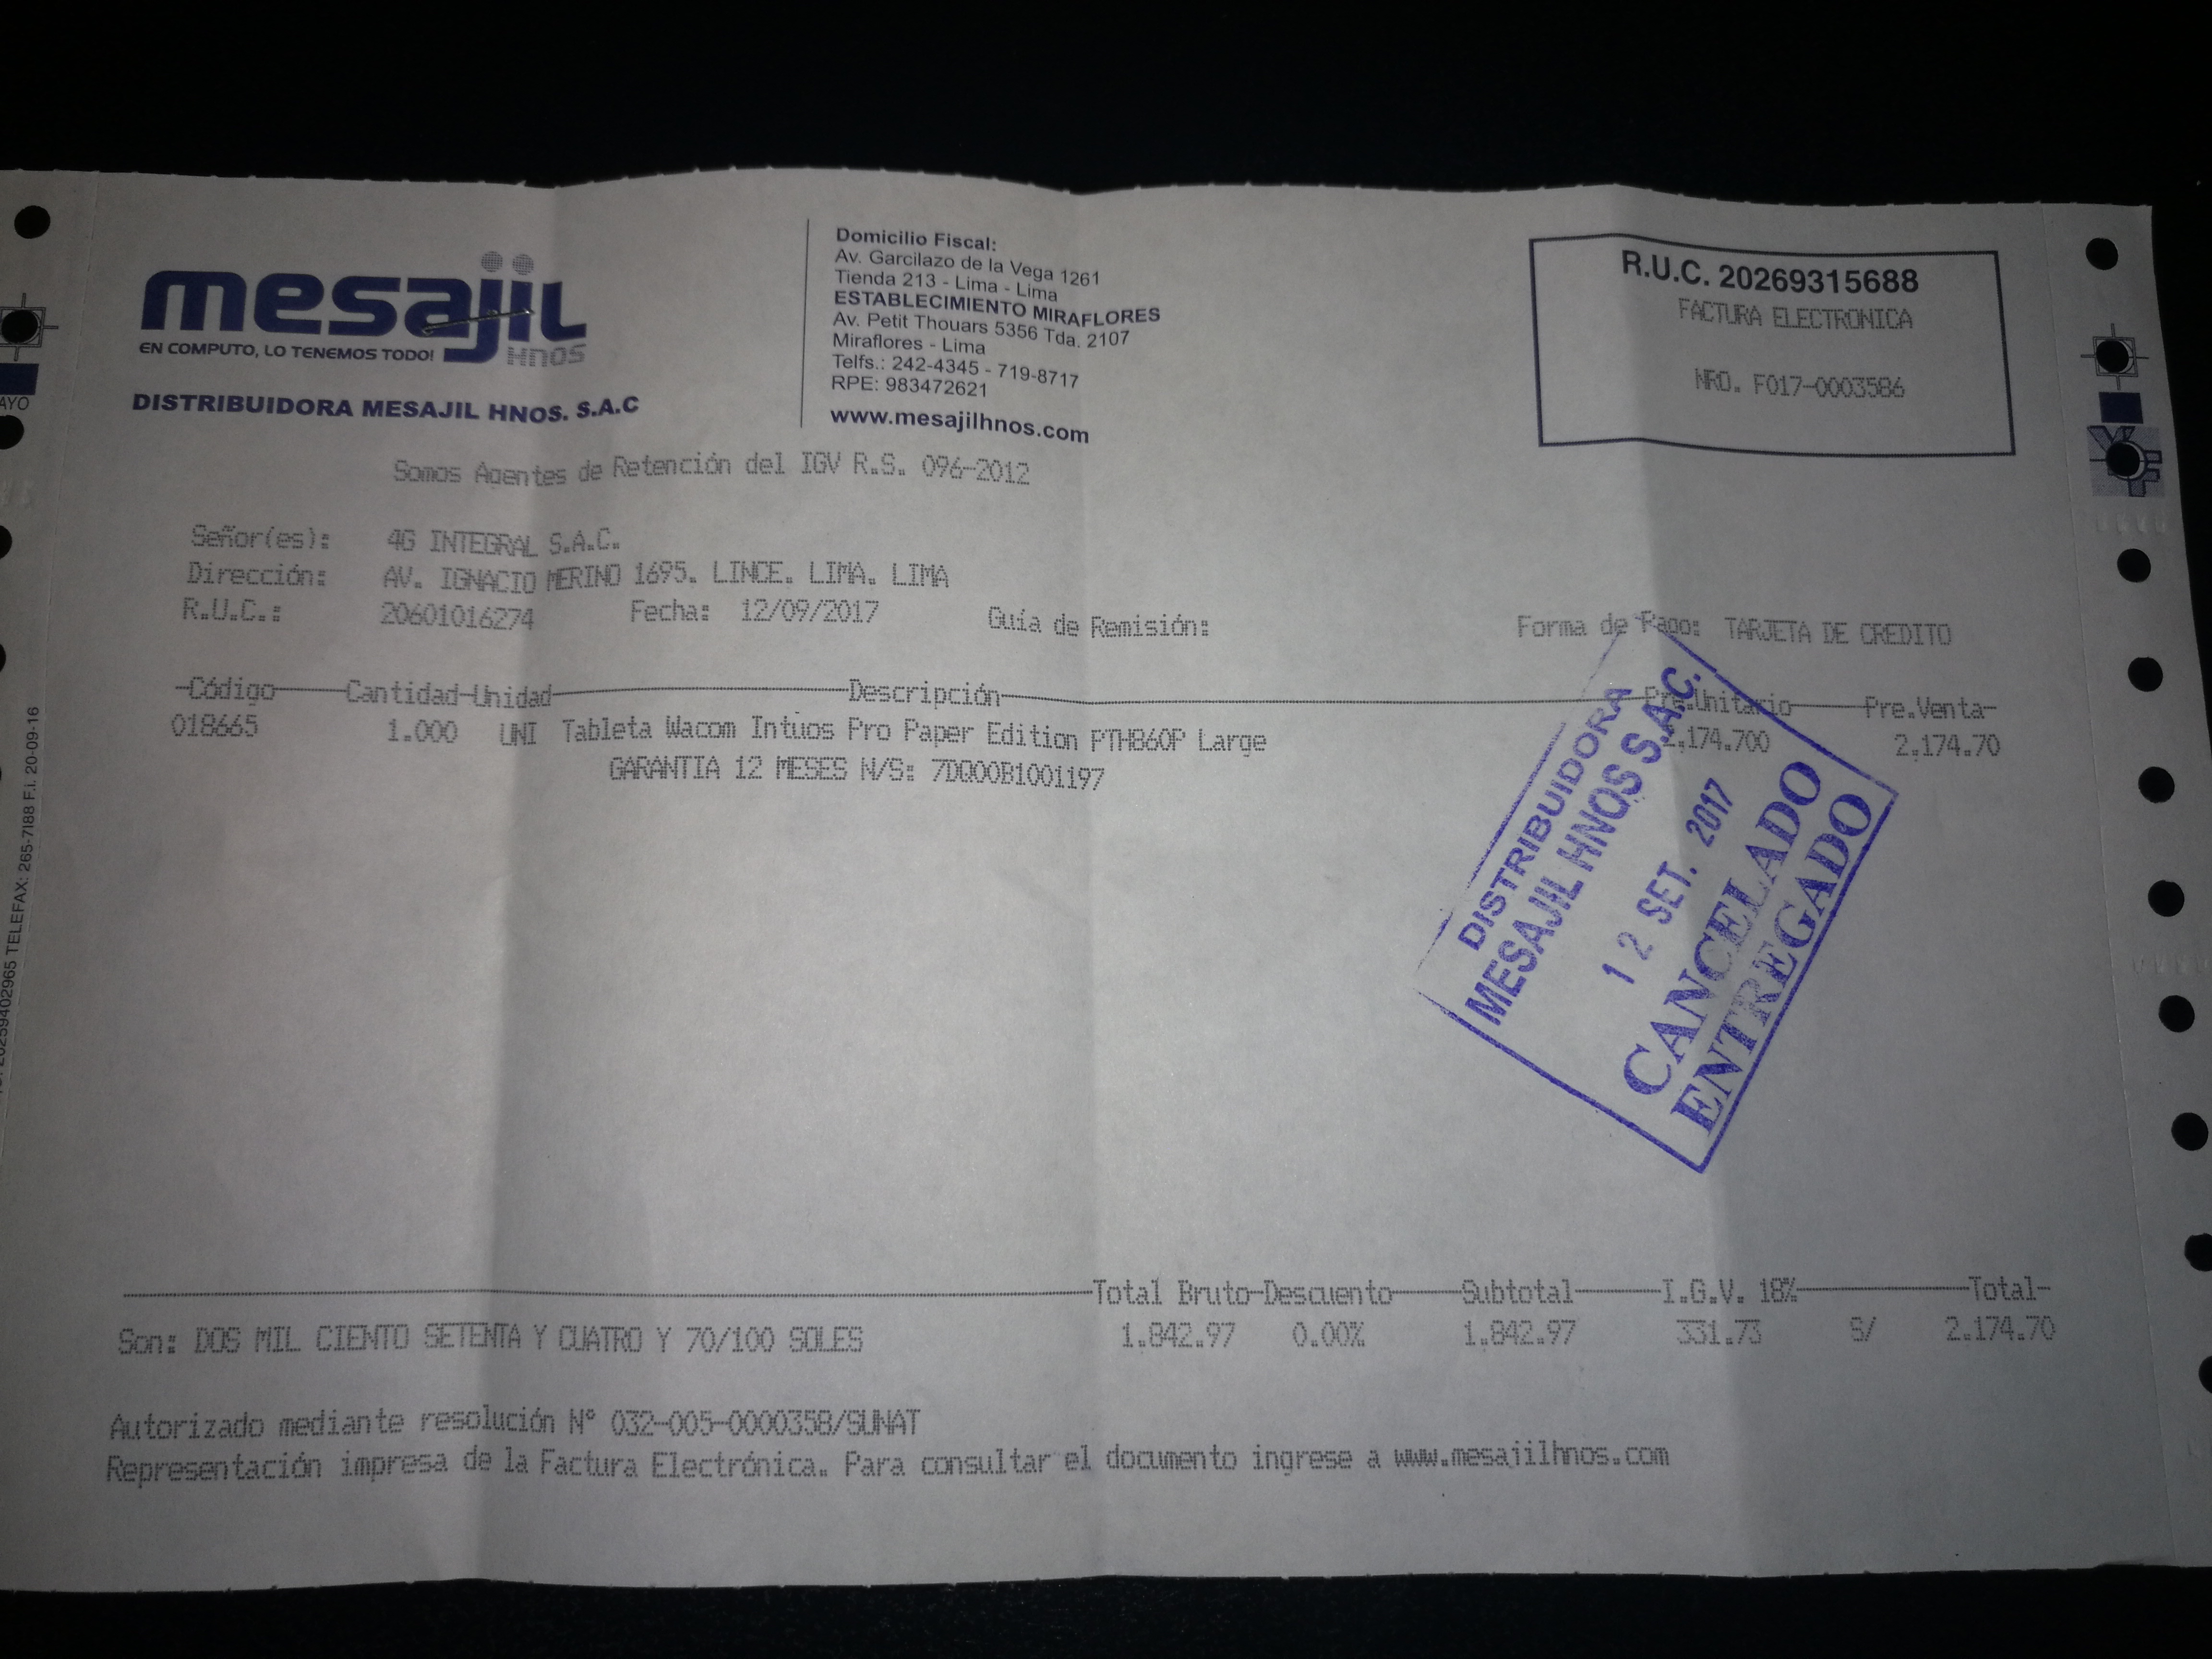 mesajil
HNOS
EN COMPUTO, LO TENEMOS TODO!
DISTRIBUIDORA MESAJIL HNOS. S.A.C
Domicilio Fiscal:
Av. Garcilazo de la Vega 1261
Tienda 213 - Lima - Lima
ESTABLECIMIENTO MIRAFLORES
Av. Petit Thouars 5356 Tda. 2107
Miraflores - Lima
Telfs.: 242-4345 - 719-8717
RPE: 983472621
www.mesajilhnos.com
R.U.C. 20269315688
FACTURA ELECTRONICA
NRO. F017-0003586
Somos Agentes de Retención del IGV R.S. 096-2012
Señor(es): 4G INTEGRAL S.A.C.
Dirección: AV. IGNACIO MERINO 1695. LINCE. LIMA. LIMA
R.U.C.: 20601016274 Fecha: 12/09/2017 Guía de Remisión: Forma de Pago: TARJETA DE CREDITO
Código Cantidad Unidad Descripción Pre.Unitario Pre.Venta
018665 1.000 UNI Tableta Wacom Intuos Pro Paper Edition PTH860P Large 2,174.700 2,174.70
GARANTIA 12 MESES N/S: 7DQ00B1001197
DISTRIBUIDORA
MESAJIL HNOS S.A.C.
12 SET. 2017
CANCELADO
ENTREGADO
Total Bruto Descuento Subtotal I.G.V. 18% Total
Son: DOS MIL CIENTO SETENTA Y CUATRO Y 70/100 SOLES 1,842.97 0.00% 1,842.97 331.73 S/ 2,174.70
Autorizado mediante resolución Nº 032-005-0000358/SUNAT
Representación impresa de la Factura Electrónica. Para consultar el documento ingrese a www.mesajilhnos.com
TELEFAX: 265-7188 F.i. 20-09-16